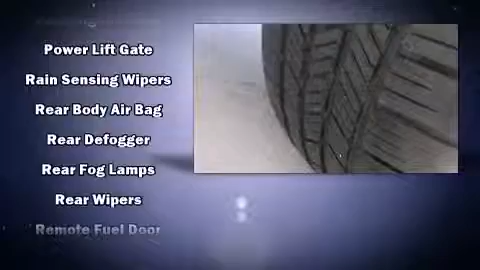 Power Lift Gate
Rain Sensing Wipers
Rear Body Air Bag
Rear Defogger
Rear Fog Lamps
Rear Wipers
Remote Fuel Door